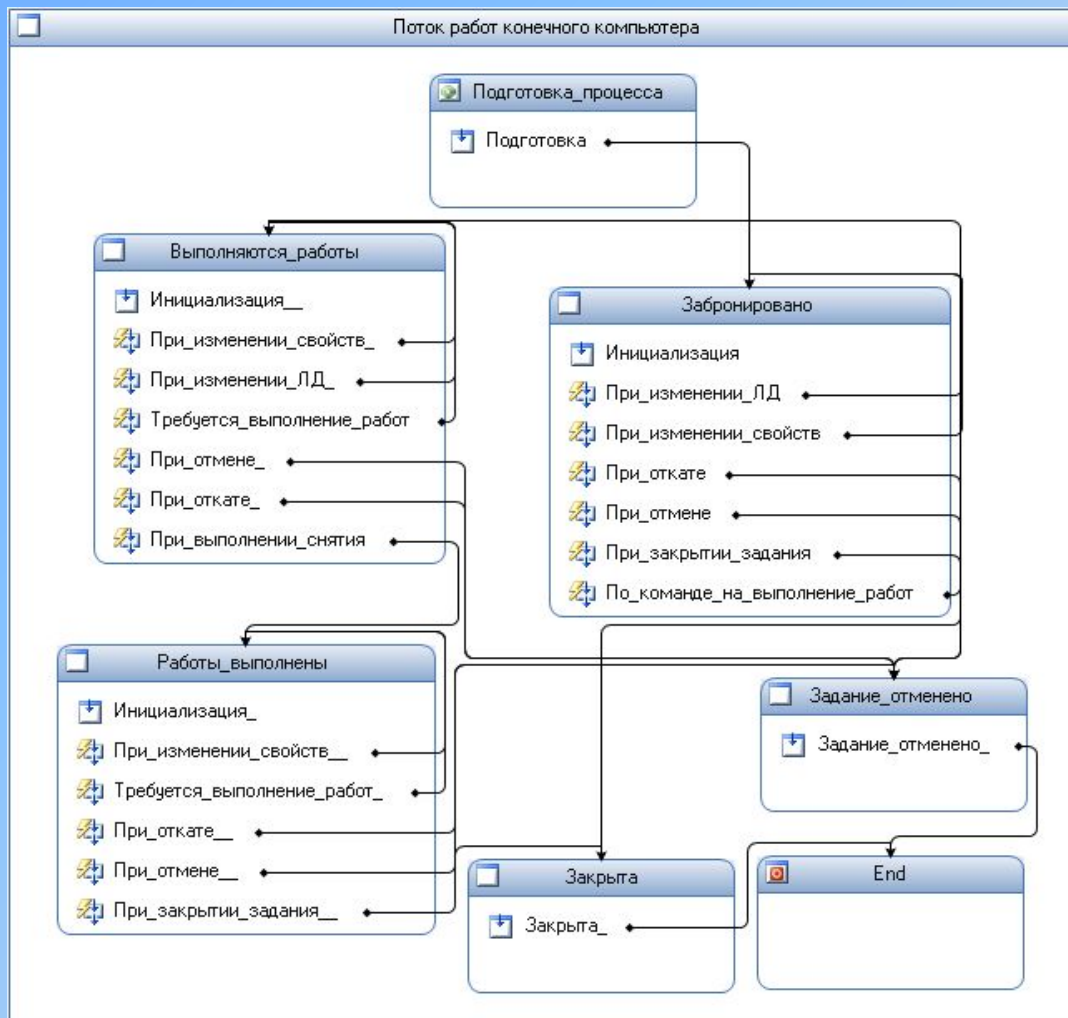 Поток работ конечного компьютера
Подготовка_процесса
Подготовка
Выполняются_работы
Инициализация__
При_изменении_свойств_
При_изменении_ЛД_
Требуется_выполнение_работ
При_отмене_
При_откате_
При_выполнении_снятия
Забронировано
Инициализация
При_изменении_ЛД
При_изменении_свойств
При_откате
При_отмене
При_закрытии_задания
По_команде_на_выполнение_работ
Работы_выполнены
Инициализация_
При_изменении_свойств__
Требуется_выполнение_работ_
При_откате__
При_отмене__
При_закрытии_задания__
Задание_отменено
Задание_отменено_
Закрыта
Закрыта_
End